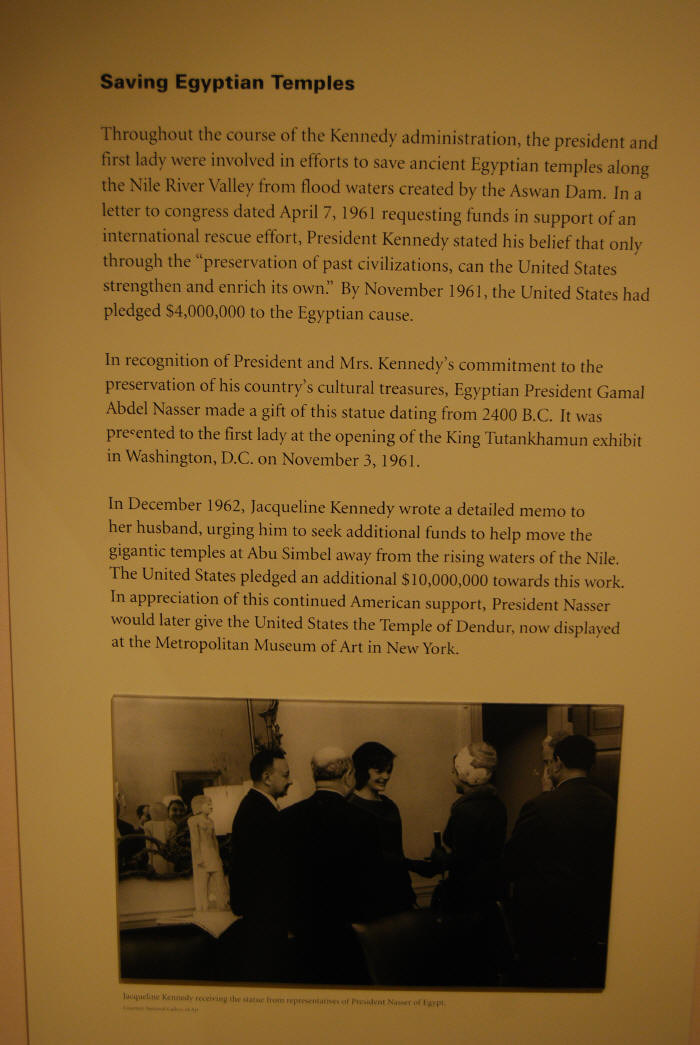 Saving Egyptian Temples
Throughout the course of the Kennedy administration, the president and
first lady were involved in efforts to save ancient Egyptian temples along
the Nile River Valley from flood waters created by the Aswan Dam. In a
letter to congress dated April 7, 1961 requesting funds in support of an
international rescue effort, President Kennedy stated his belief that only
through the “preservation of past civilizations, can the United States
strengthen and enrich its own.” By November 1961, the United States had
pledged $4,000,000 to the Egyptian cause.
In recognition of President and Mrs. Kennedy’s commitment to the
preservation of his country’s cultural treasures, Egyptian President Gamal
Abdel Nasser made a gift of this statue dating from 2400 B.C. It was
presented to the first lady at the opening of the King Tutankhamun exhibit
in Washington, D.C. on November 3, 1961.
In December 1962, Jacqueline Kennedy wrote a detailed memo to
her husband, urging him to seek additional funds to help move the
gigantic temples at Abu Simbel away from the rising waters of the Nile.
The United States pledged an additional $10,000,000 towards this work.
In appreciation of this continued American support, President Nasser
would later give the United States the Temple of Dendur, now displayed
at the Metropolitan Museum of Art in New York.
Jacqueline Kennedy receiving the statue from representatives of President Nasser of Egypt.
Courtesy National Gallery of Art